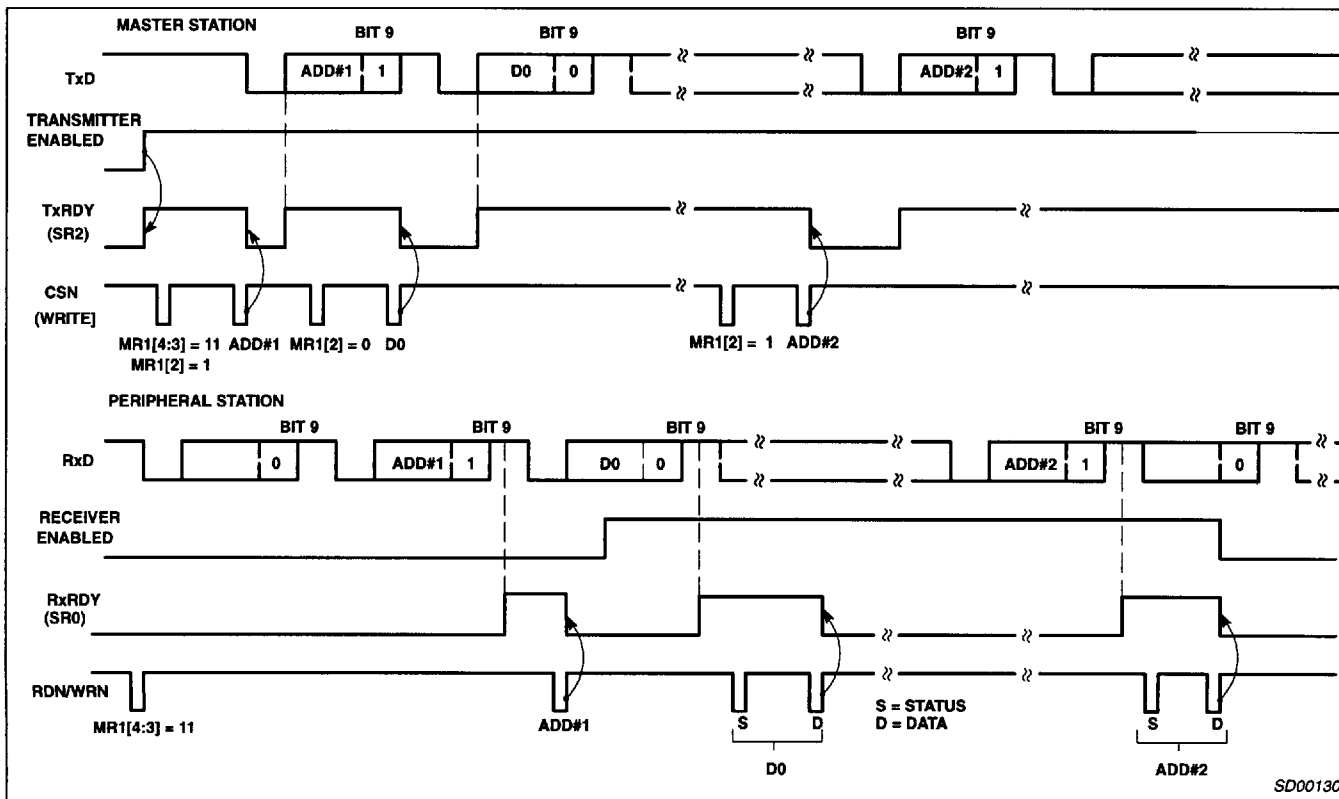 MASTER STATION
BIT 9 BIT 9 BIT 9
TxD ADD#1 1 D0 0 ADD#2 1
TRANSMITTER
ENABLED
TxRDY
(SR2)
CSN
(WRITE]
MR1[4:3] = 11 ADD#1 MR1[2] = 0 D0 MR1[2] = 1 ADD#2
MR1[2] = 1
PERIPHERAL STATION
BIT 9 BIT 9 BIT 9 BIT 9 BIT 9
RxD 0 ADD#1 1 D0 0 ADD#2 1 0
RECEIVER
ENABLED
RxRDY
(SR0)
RDN/WRN
MR1[4:3] = 11 ADD#1 S D S = STATUS S D
D = DATA
D0 ADD#2
SD00130